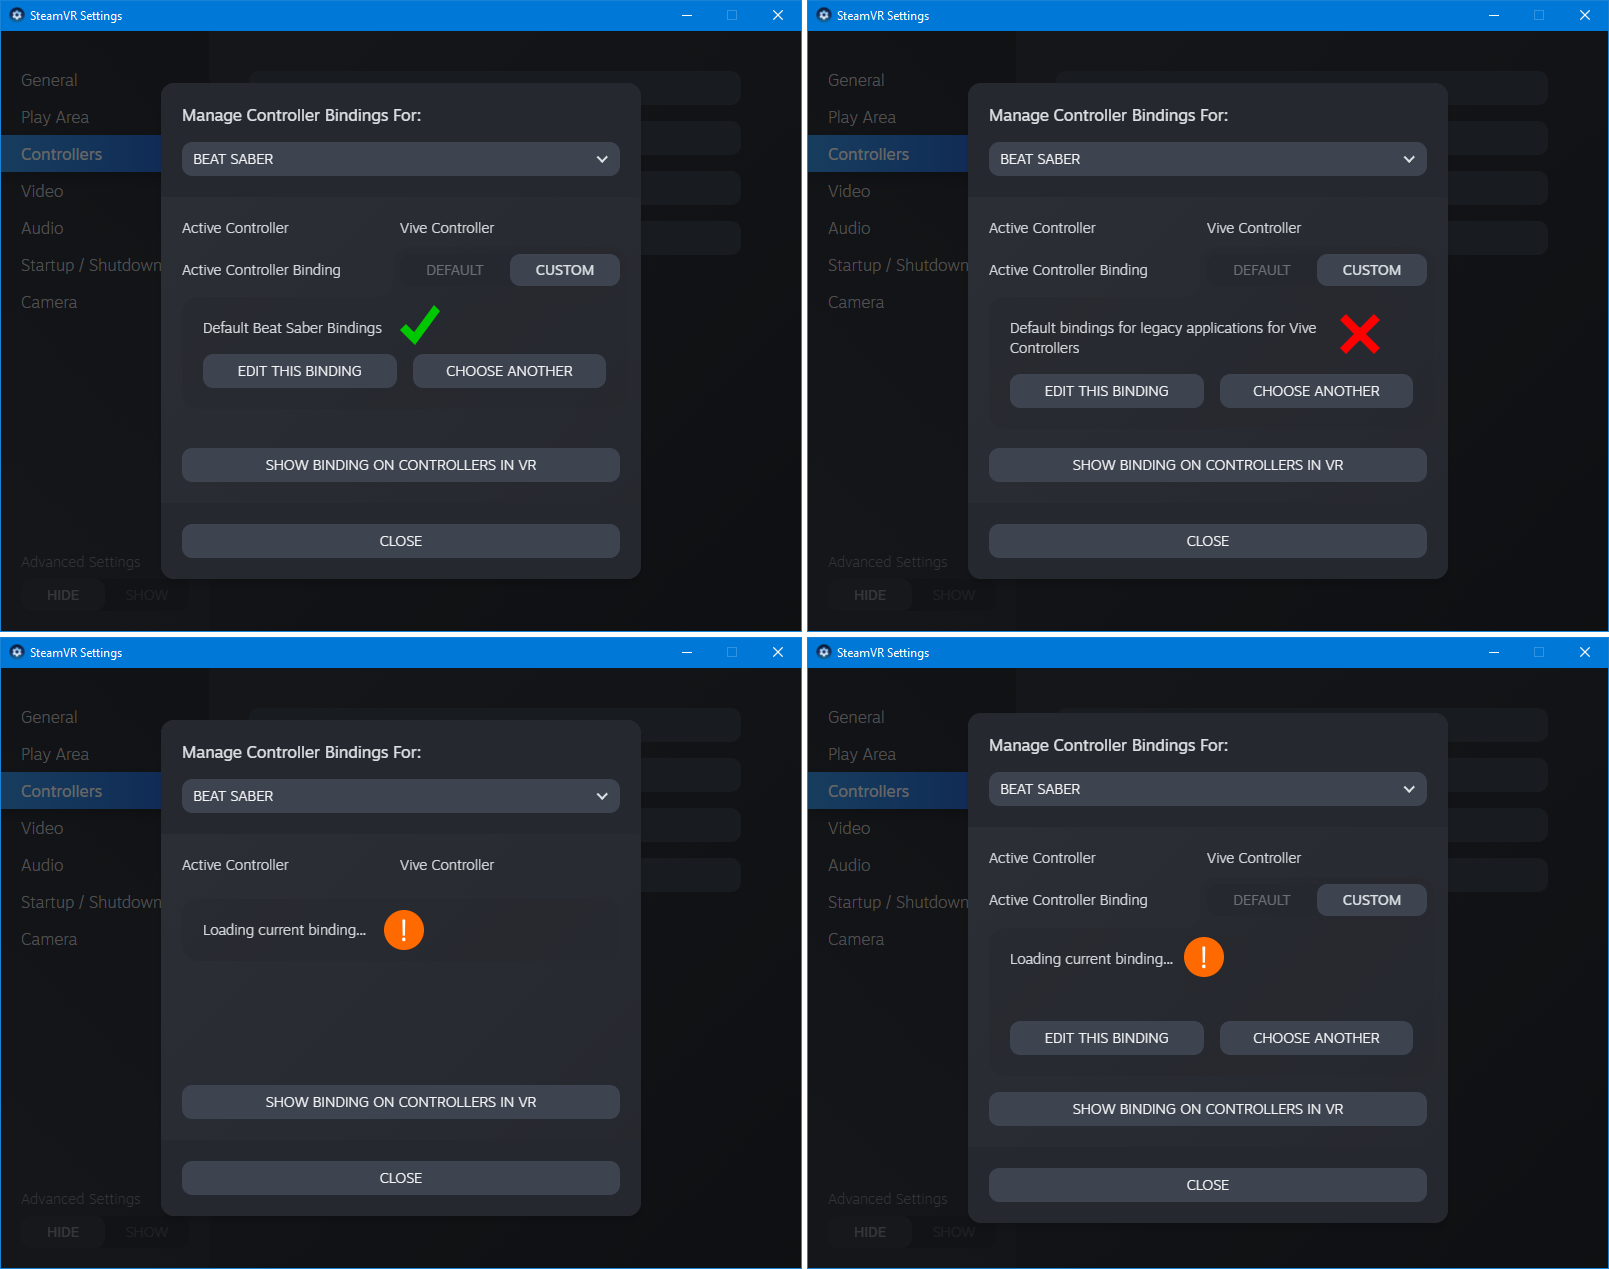 SteamVR Settings
General
Play Area
Controllers
Video
Audio
Startup / Shutdown
Camera
Advanced Settings
HIDE SHOW
Manage Controller Bindings For:
BEAT SABER
Active Controller Vive Controller
Active Controller Binding DEFAULT CUSTOM
Default Beat Saber Bindings
EDIT THIS BINDING CHOOSE ANOTHER
SHOW BINDING ON CONTROLLERS IN VR
CLOSE
SteamVR Settings
General
Play Area
Controllers
Video
Audio
Startup / Shutdown
Camera
Advanced Settings
HIDE SHOW
Manage Controller Bindings For:
BEAT SABER
Active Controller Vive Controller
Active Controller Binding DEFAULT CUSTOM
Default bindings for legacy applications for Vive
Controllers
EDIT THIS BINDING CHOOSE ANOTHER
SHOW BINDING ON CONTROLLERS IN VR
CLOSE
SteamVR Settings
General
Play Area
Controllers
Video
Audio
Startup / Shutdown
Camera
Advanced Settings
HIDE SHOW
Manage Controller Bindings For:
BEAT SABER
Active Controller Vive Controller
Loading current binding... !
SHOW BINDING ON CONTROLLERS IN VR
CLOSE
SteamVR Settings
General
Play Area
Controllers
Video
Audio
Startup / Shutdown
Camera
Advanced Settings
HIDE SHOW
Manage Controller Bindings For:
BEAT SABER
Active Controller Vive Controller
Active Controller Binding DEFAULT CUSTOM
Loading current binding... !
EDIT THIS BINDING CHOOSE ANOTHER
SHOW BINDING ON CONTROLLERS IN VR
CLOSE